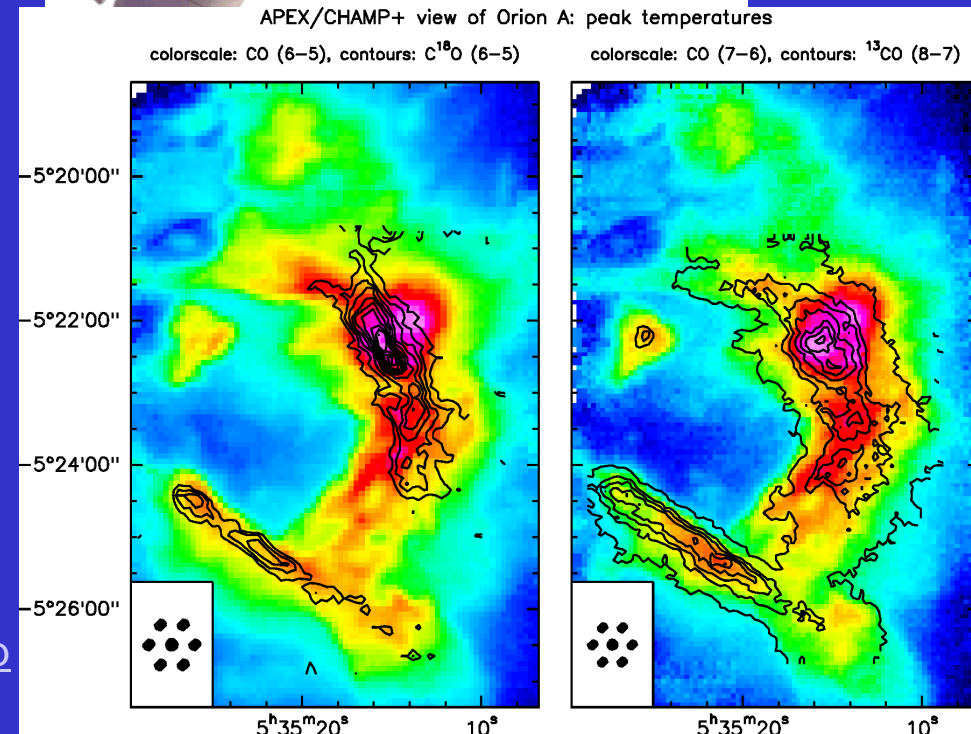 APEX/CHAMP+ view of Orion A: peak temperatures
colorscale: CO (6−5), contours: C¹⁸O (6−5)
colorscale: CO (7−6), contours: ¹³CO (8−7)
−5°20'00"
−5°22'00"
−5°24'00"
−5°26'00"
5ʰ35ᵐ20ˢ
10ˢ
5ʰ35ᵐ20ˢ
10ˢ